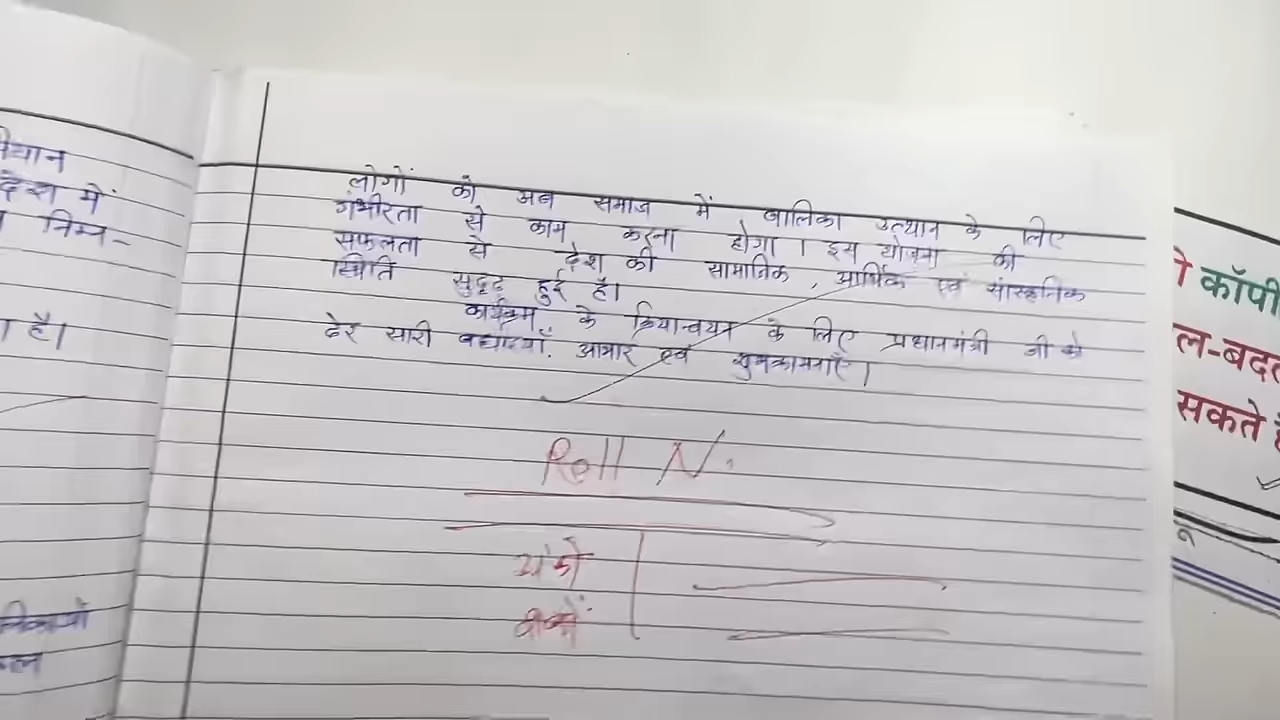 देश में
निम्न-
है।
लोगों को अब समाज में बालिका उत्थान के लिए
गंभीरता से काम करना होगा। इस योजना की
सफलता से देश की सामाजिक, आर्थिक एवं सांस्कृतिक
स्थिति सुदृढ़ हुई है।
कार्यक्रम के क्रियान्वयन के लिए प्रधानमंत्री जी को
ढेर सारी बधाईयाँ. आभार एवं शुभकामनाएँ।
Roll N.
अंको
शब्दों
कॉपी
सकते